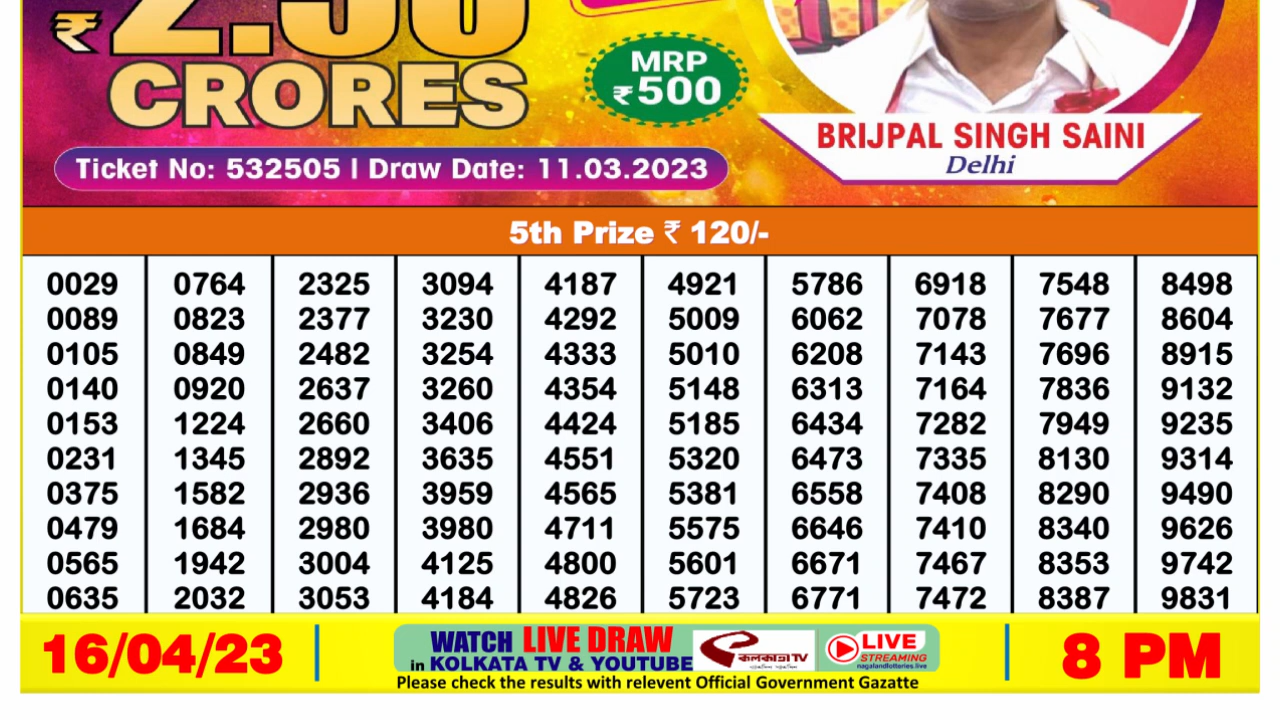 ₹ 2.50
CRORES
MRP
₹500
BRIJPAL SINGH SAINI
Delhi
Ticket No: 532505 | Draw Date: 11.03.2023
5th Prize ₹ 120/-
0029 0764 2325 3094 4187 4921 5786 6918 7548 8498
0089 0823 2377 3230 4292 5009 6062 7078 7677 8604
0105 0849 2482 3254 4333 5010 6208 7143 7696 8915
0140 0920 2637 3260 4354 5148 6313 7164 7836 9132
0153 1224 2660 3406 4424 5185 6434 7282 7949 9235
0231 1345 2892 3635 4551 5320 6473 7335 8130 9314
0375 1582 2936 3959 4565 5381 6558 7408 8290 9490
0479 1684 2980 3980 4711 5575 6646 7410 8340 9626
0565 1942 3004 4125 4800 5601 6671 7467 8353 9742
0635 2032 3053 4184 4826 5723 6771 7472 8387 9831
16/04/23
WATCH LIVE DRAW
in KOLKATA TV & YOUTUBE
কলকাতা TV
LIVE
STREAMING
nagalandlotteries.live
Please check the results with relevent Official Government Gazatte
8 PM